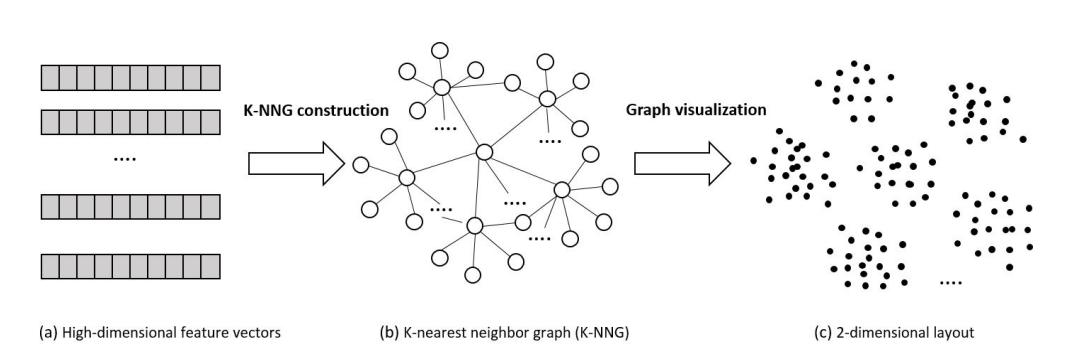 K-NNG construction
Graph visualization
....
....
....
....
....
....
....
(a) High-dimensional feature vectors
(b) K-nearest neighbor graph (K-NNG)
(c) 2-dimensional layout